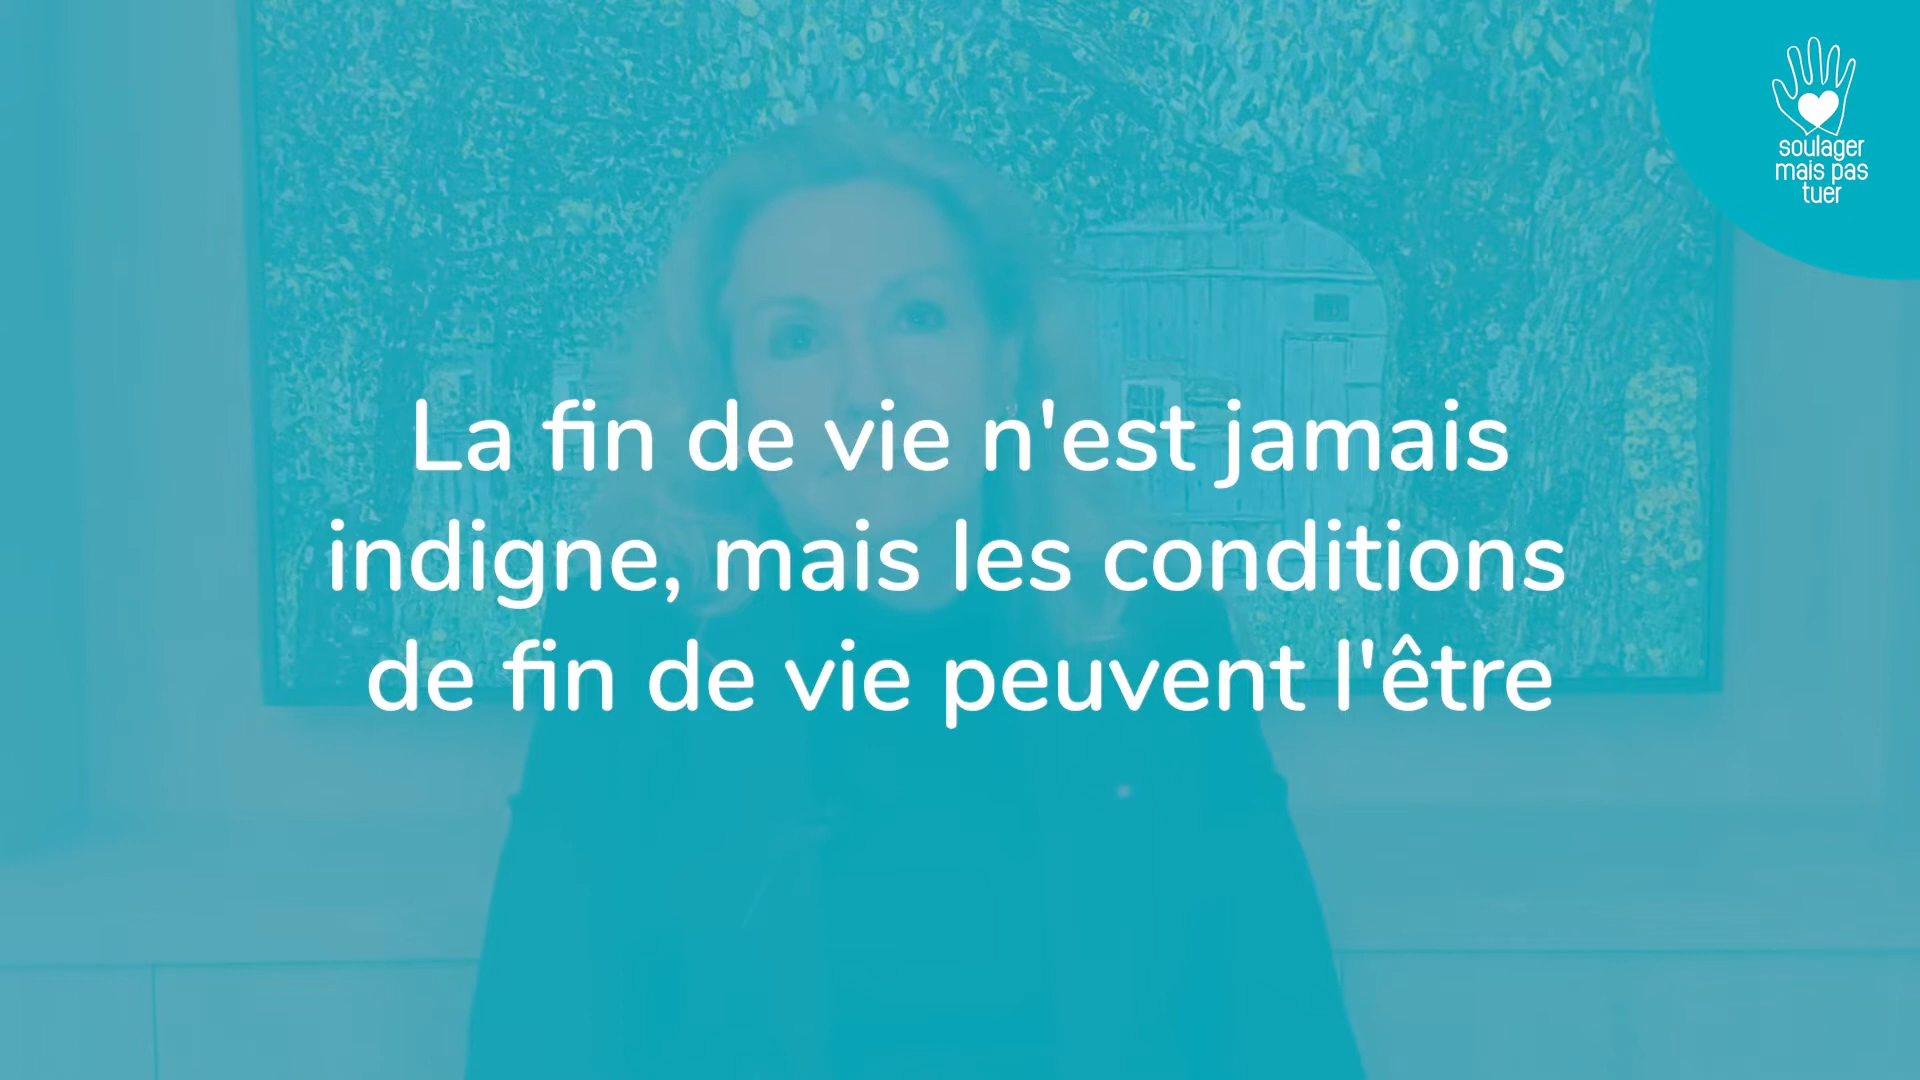 soulager
mais pas
tuer
La fin de vie n'est jamais
indigne, mais les conditions
de fin de vie peuvent l'être